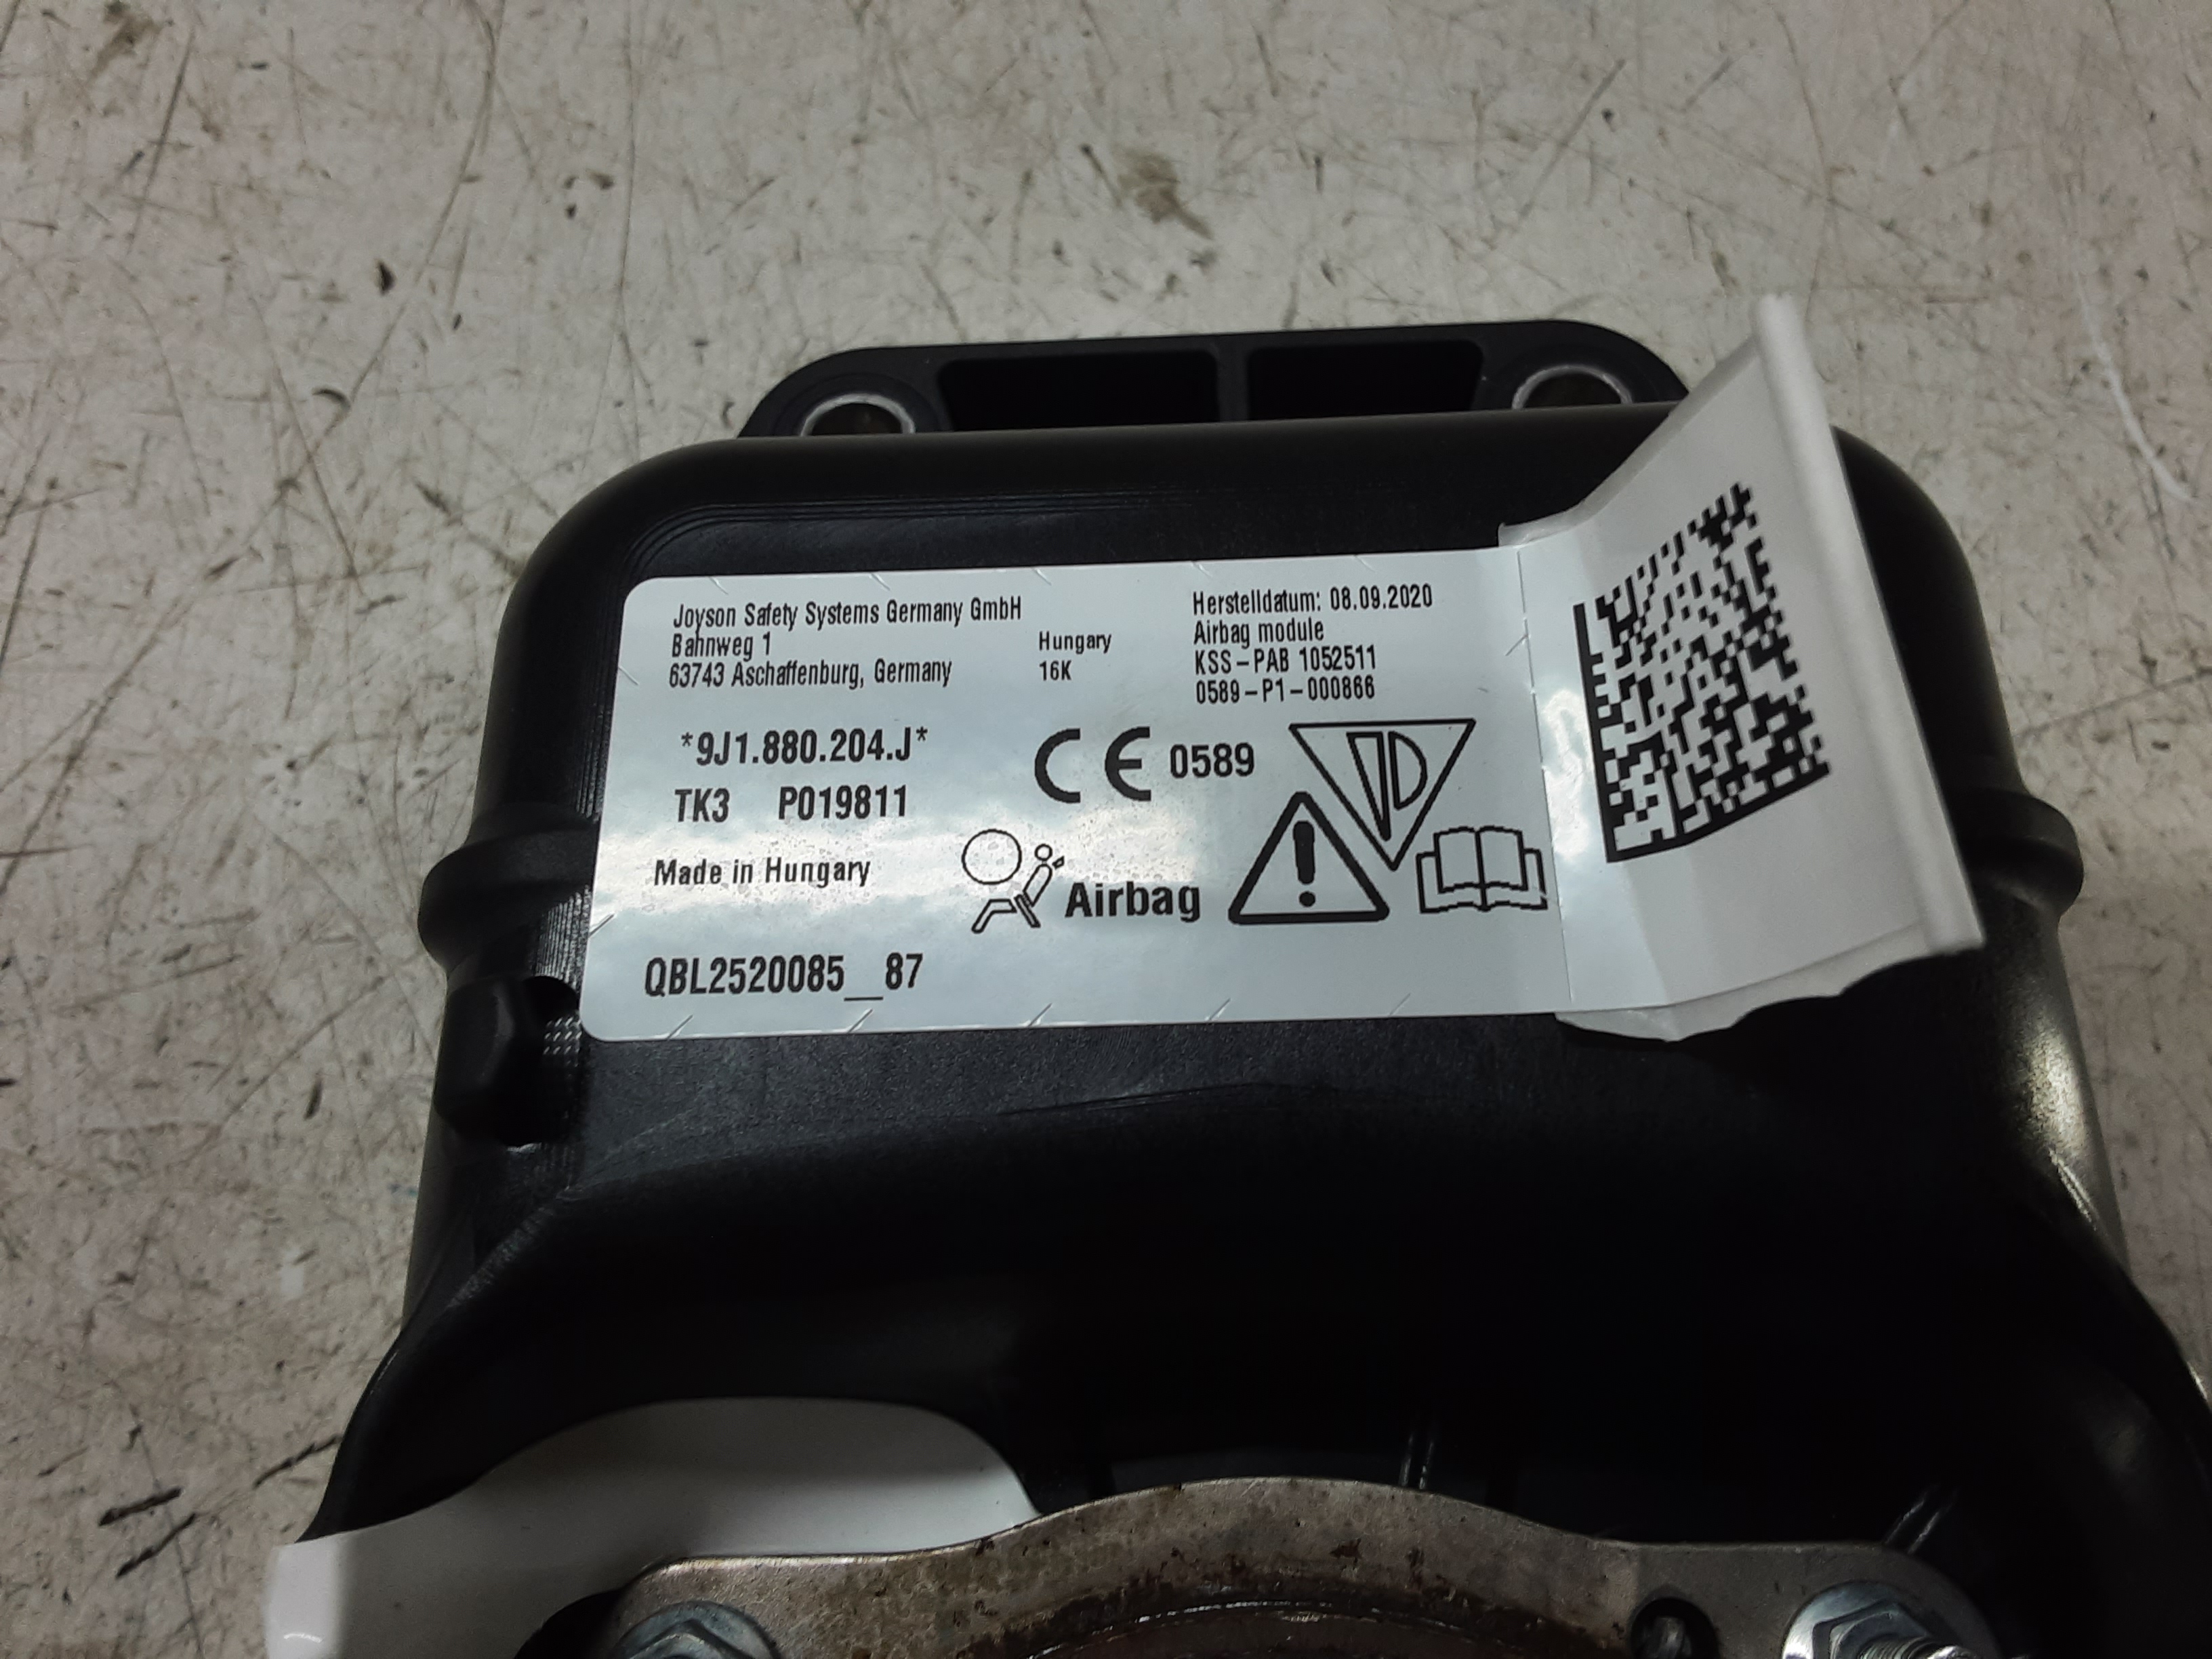 Joyson Safety Systems Germany GmbH
Bahnweg 1
63743 Aschaffenburg, Germany
Hungary
16K
Herstelldatum: 08.09.2020
Airbag module
KSS-PAB 1052511
0589-P1-000866
*9J1.880.204.J*
TK3 P019811
CE 0589
Made in Hungary
Airbag
QBL2520085__87